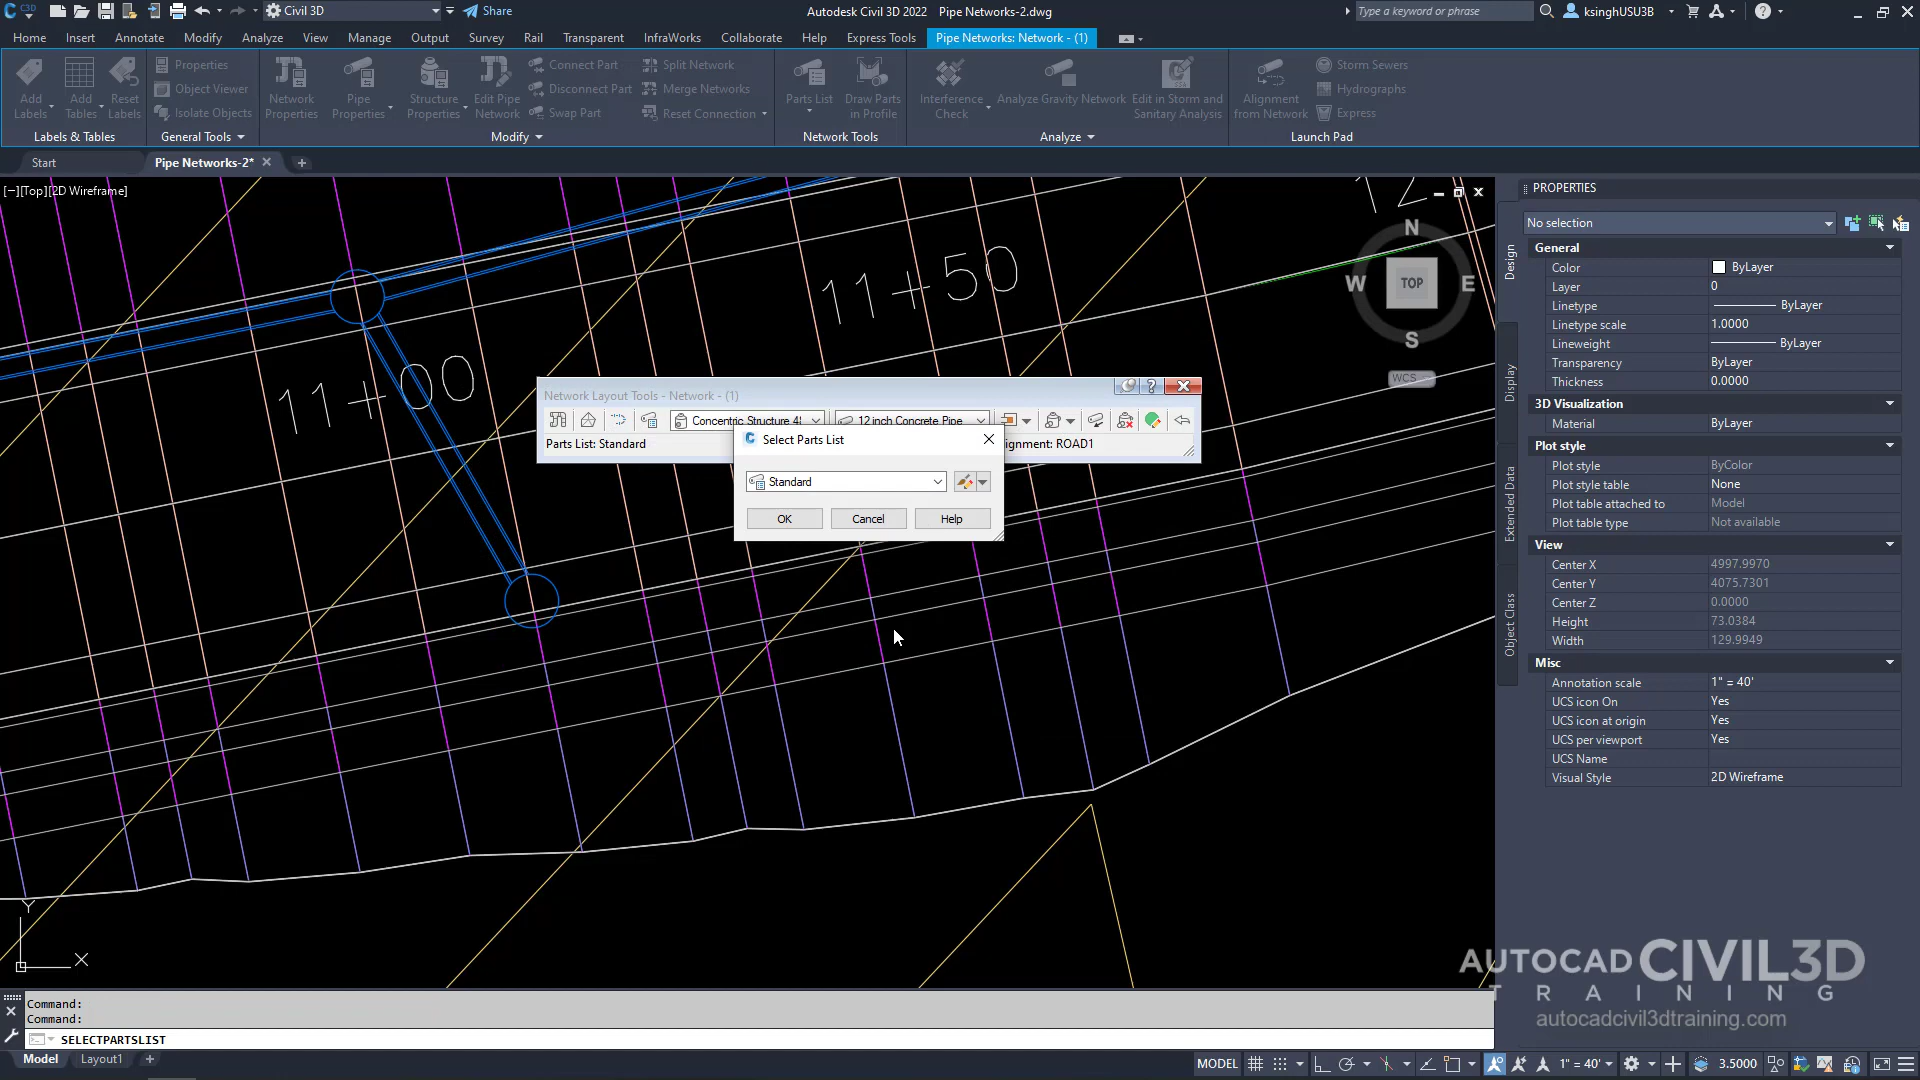 C3D
Civil 3D
Share
Autodesk Civil 3D 2022 Pipe Networks-2.dwg
Type a keyword or phrase
ksinghUSU3B
Home Insert Annotate Modify Analyze View Manage Output Survey Rail Transparent InfraWorks Collaborate Help Express Tools Pipe Networks: Network - (1)
Add Labels
Add Tables
Reset Labels
Labels & Tables
Properties
Object Viewer
Isolate Objects
General Tools
Network Properties
Pipe Properties
Structure Properties
Edit Pipe Network
Connect Part
Disconnect Part
Swap Part
Split Network
Merge Networks
Reset Connection
Modify
Parts List
Draw Parts in Profile
Network Tools
Interference Check
Analyze Gravity Network
Edit in Storm and Sanitary Analysis
Analyze
Alignment from Network
Storm Sewers
Hydrographs
Express
Launch Pad
Start
Pipe Networks-2*
[−][Top][2D Wireframe]
12
11+50
11+00
N
W TOP E
S
WCS
Network Layout Tools - Network - (1)
Concentric Structure 4
12 inch Concrete Pipe
Parts List: Standard
ignment: ROAD1
Select Parts List
Standard
OK Cancel Help
Y
X
PROPERTIES
No selection
Design
Display
Extended Data
Object Class
General
Color ByLayer
Layer 0
Linetype ByLayer
Linetype scale 1.0000
Lineweight ByLayer
Transparency ByLayer
Thickness 0.0000
3D Visualization
Material ByLayer
Plot style
Plot style ByColor
Plot style table None
Plot table attached to Model
Plot table type Not available
View
Center X 4997.9970
Center Y 4075.7301
Center Z 0.0000
Height 73.0384
Width 129.9949
Misc
Annotation scale 1" = 40'
UCS icon On Yes
UCS icon at origin Yes
UCS per viewport Yes
UCS Name
Visual Style 2D Wireframe
AUTOCAD CIVIL3D
TRAINING
autocadcivil3dtraining.com
Command:
Command:
SELECTPARTSLIST
Model Layout1
MODEL
1" = 40'
3.5000